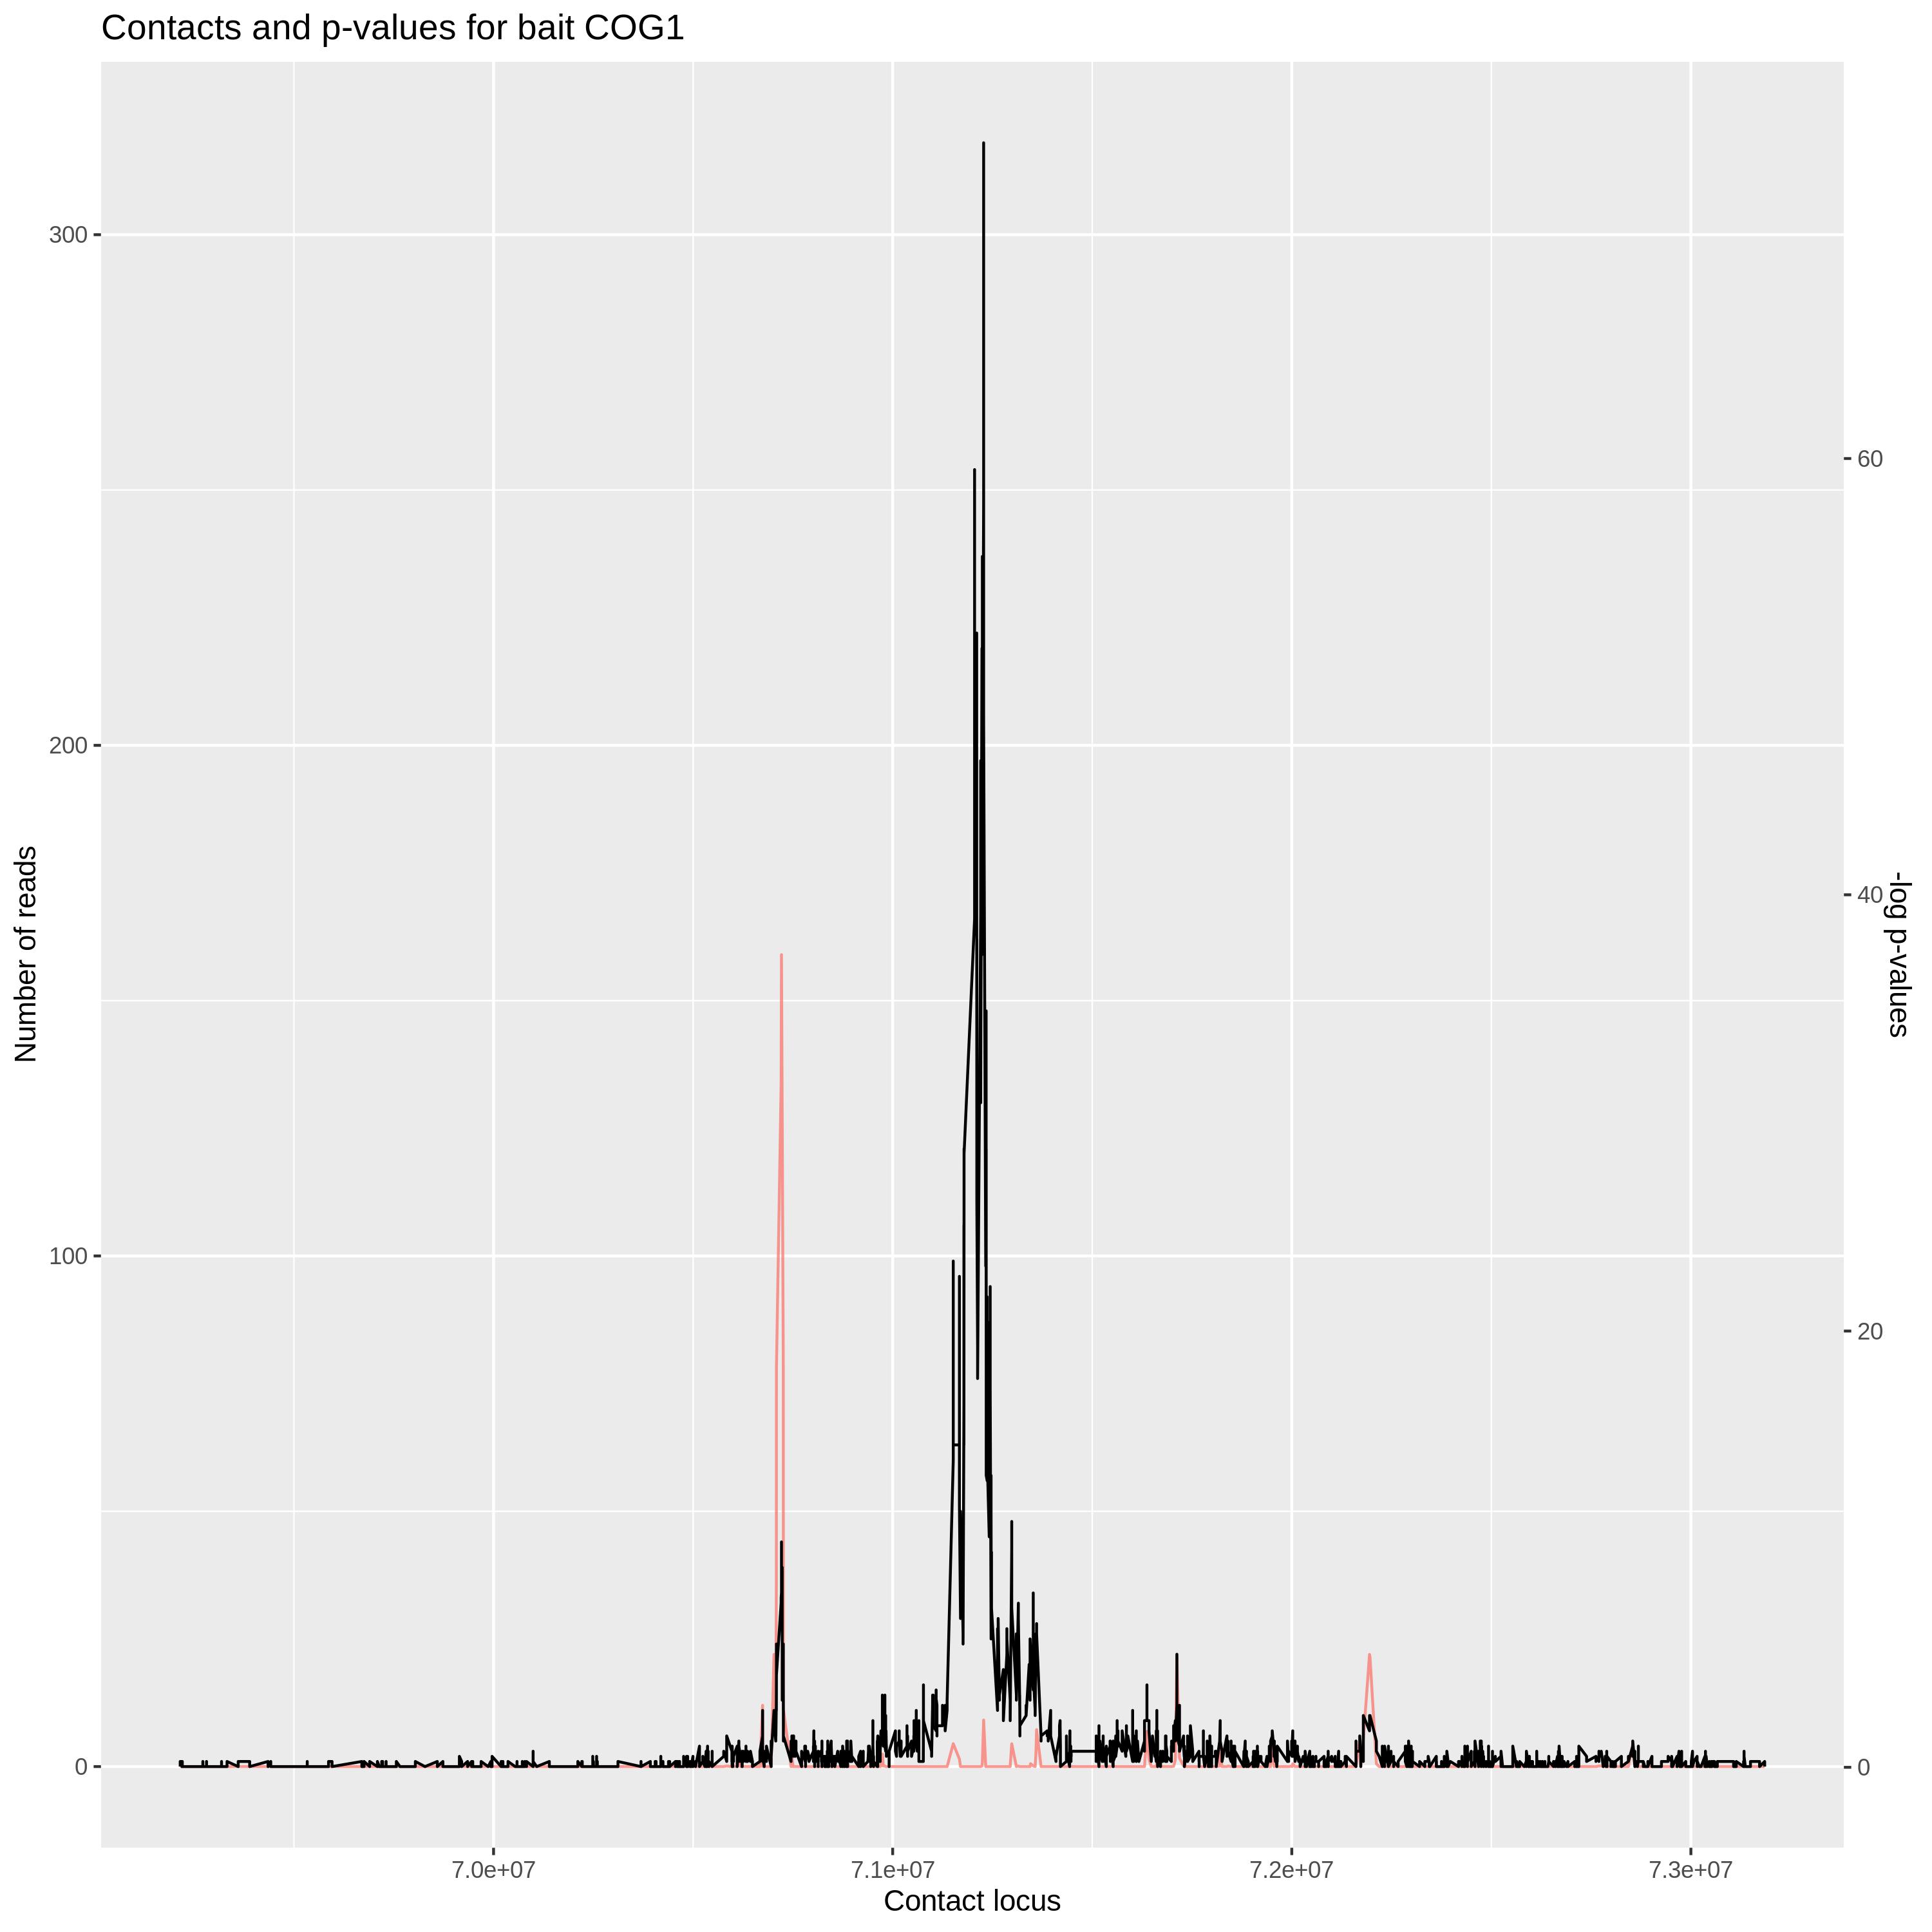 Contacts and p-values for bait COG1
300
200
100
0
Number of reads
60
40
20
0
-log p-values
7.0e+07
7.1e+07
7.2e+07
7.3e+07
Contact locus